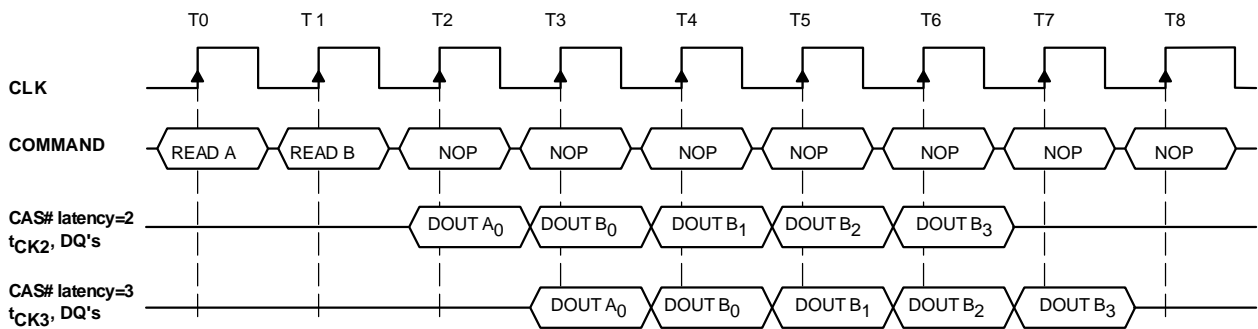 T0 T1 T2 T3 T4 T5 T6 T7 T8
CLK
COMMAND READ A READ B NOP NOP NOP NOP NOP NOP NOP
CAS# latency=2
tCK2, DQ's DOUT A0 DOUT B0 DOUT B1 DOUT B2 DOUT B3
CAS# latency=3
tCK3, DQ's DOUT A0 DOUT B0 DOUT B1 DOUT B2 DOUT B3